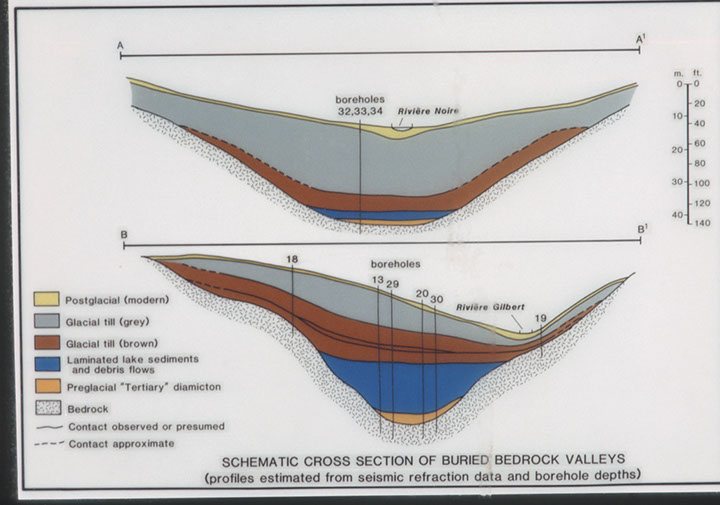 A
A¹
m. ft.
0 0
20
10 40
20 60
80
30 100
120
40 140
boreholes
32,33,34
Rivière Noire
B
B¹
18
boreholes
13 29
20 30
Rivière Gilbert
19
Postglacial (modern)
Glacial till (grey)
Glacial till (brown)
Laminated lake sediments
and debris flows
Preglacial "Tertiary" diamicton
Bedrock
Contact observed or presumed
Contact approximate
SCHEMATIC CROSS SECTION OF BURIED BEDROCK VALLEYS
(profiles estimated from seismic refraction data and borehole depths)